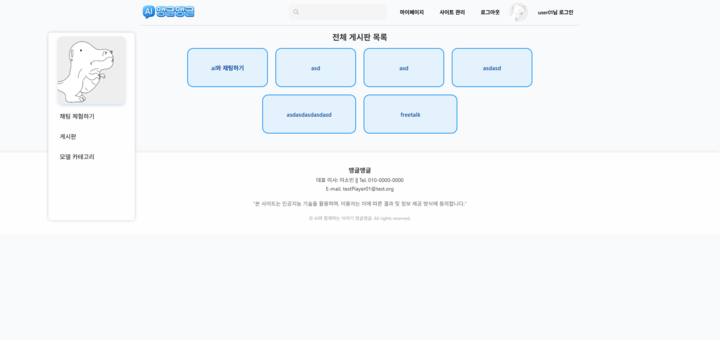 AI 맹글맹글
마이페이지
사이트 관리
로그아웃
user01님 로그인
채팅 체험하기
게시판
모델 카테고리
전체 게시판 목록
ai와 채팅하기
asd
asd
asdasd
asdasdasdasdasd
freetalk
맹글맹글
대표 이사: 이소민 || Tel. 010-0000-0000
E-mail. testPlayer01@test.org
"본 사이트는 인공지능 기술을 활용하며, 이용자는 이에 따른 결과 및 정보 제공 방식에 동의합니다."
© AI와 함께하는 이야기 맹글맹글. All rights reserved.